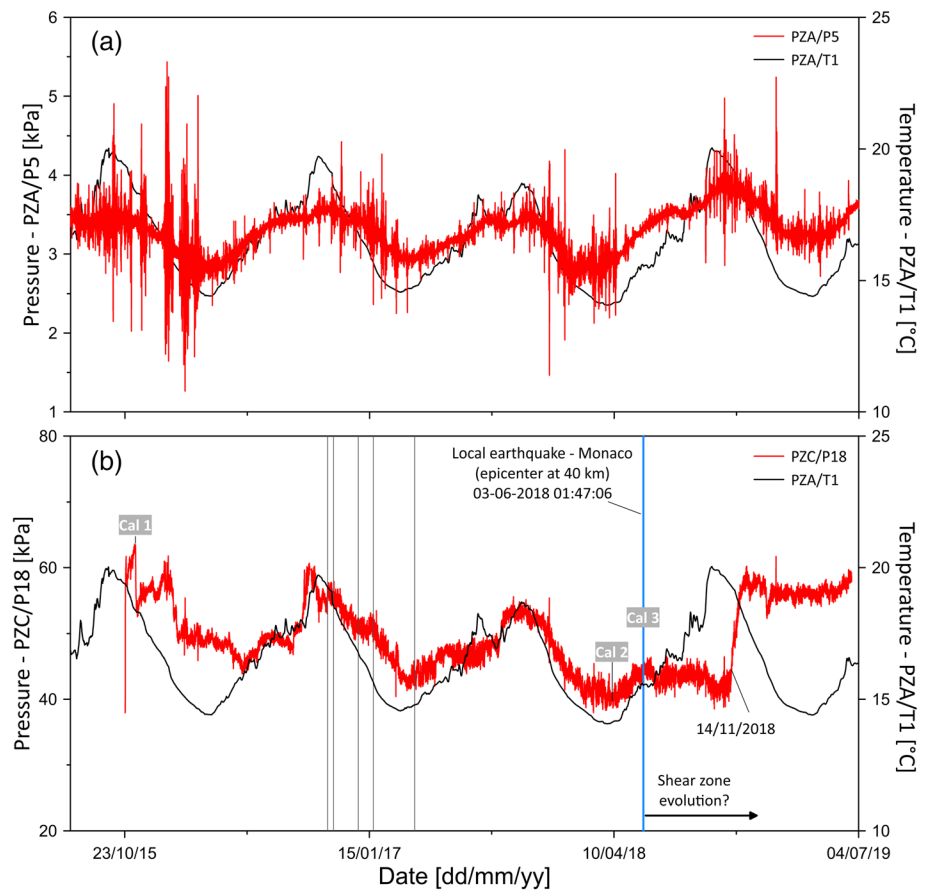 (a)
PZA/P5
PZA/T1
Pressure - PZA/P5 [kPa]
6
5
4
3
2
1
25
20
15
10
Temperature - PZA/T1 [°C]
(b)
PZC/P18
PZA/T1
Local earthquake - Monaco
(epicenter at 40 km)
03-06-2018 01:47:06
Cal 1
Cal 3
Cal 2
14/11/2018
Shear zone
evolution?
Pressure - PZC/P18 [kPa]
80
60
40
20
25
20
15
10
Temperature - PZA/T1 [°C]
23/10/15
15/01/17
10/04/18
04/07/19
Date [dd/mm/yy]